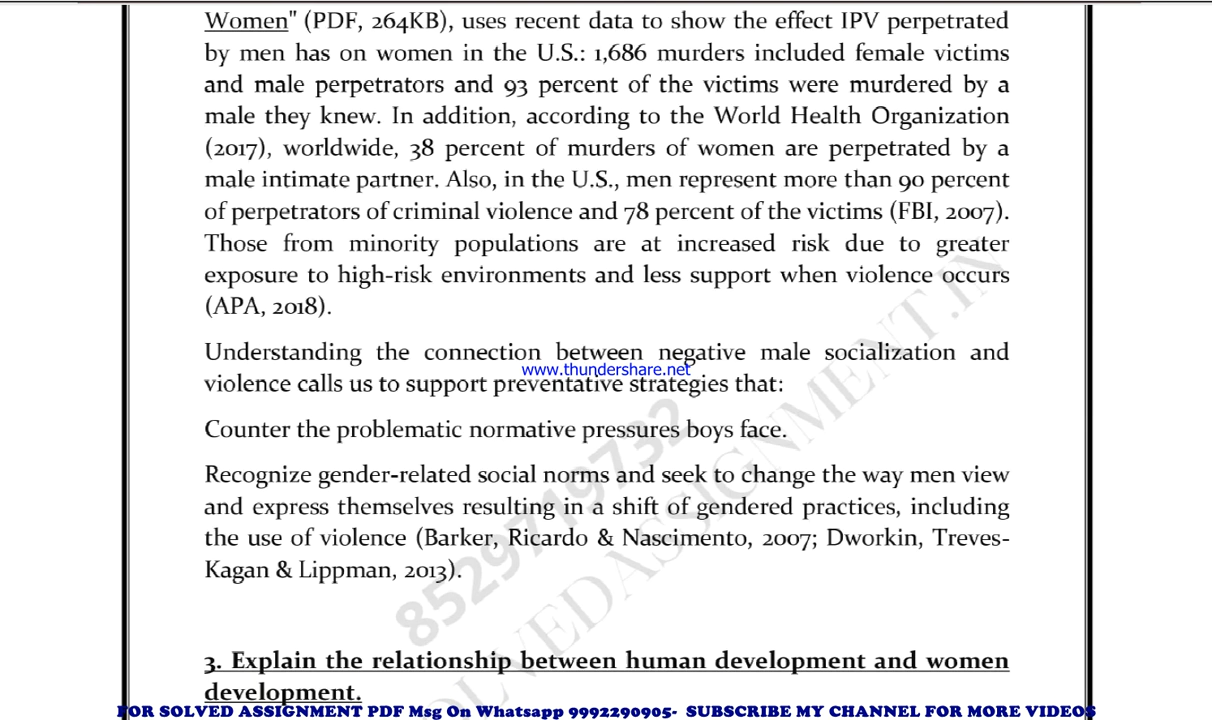 Women" (PDF, 264KB), uses recent data to show the effect IPV perpetrated
by men has on women in the U.S.: 1,686 murders included female victims
and male perpetrators and 93 percent of the victims were murdered by a
male they knew. In addition, according to the World Health Organization
(2017), worldwide, 38 percent of murders of women are perpetrated by a
male intimate partner. Also, in the U.S., men represent more than 90 percent
of perpetrators of criminal violence and 78 percent of the victims (FBI, 2007).
Those from minority populations are at increased risk due to greater
exposure to high-risk environments and less support when violence occurs
(APA, 2018).
Understanding the connection between negative male socialization and
www.thundershare.net
violence calls us to support preventative strategies that:
Counter the problematic normative pressures boys face.
Recognize gender-related social norms and seek to change the way men view
and express themselves resulting in a shift of gendered practices, including
the use of violence (Barker, Ricardo & Nascimento, 2007; Dworkin, Treves-
Kagan & Lippman, 2013).
8529719732
OLVEDASSIGNMENT.IN
3. Explain the relationship between human development and women
development.
FOR SOLVED ASSIGNMENT PDF Msg On Whatsapp 9992290905- SUBSCRIBE MY CHANNEL FOR MORE VIDEOS